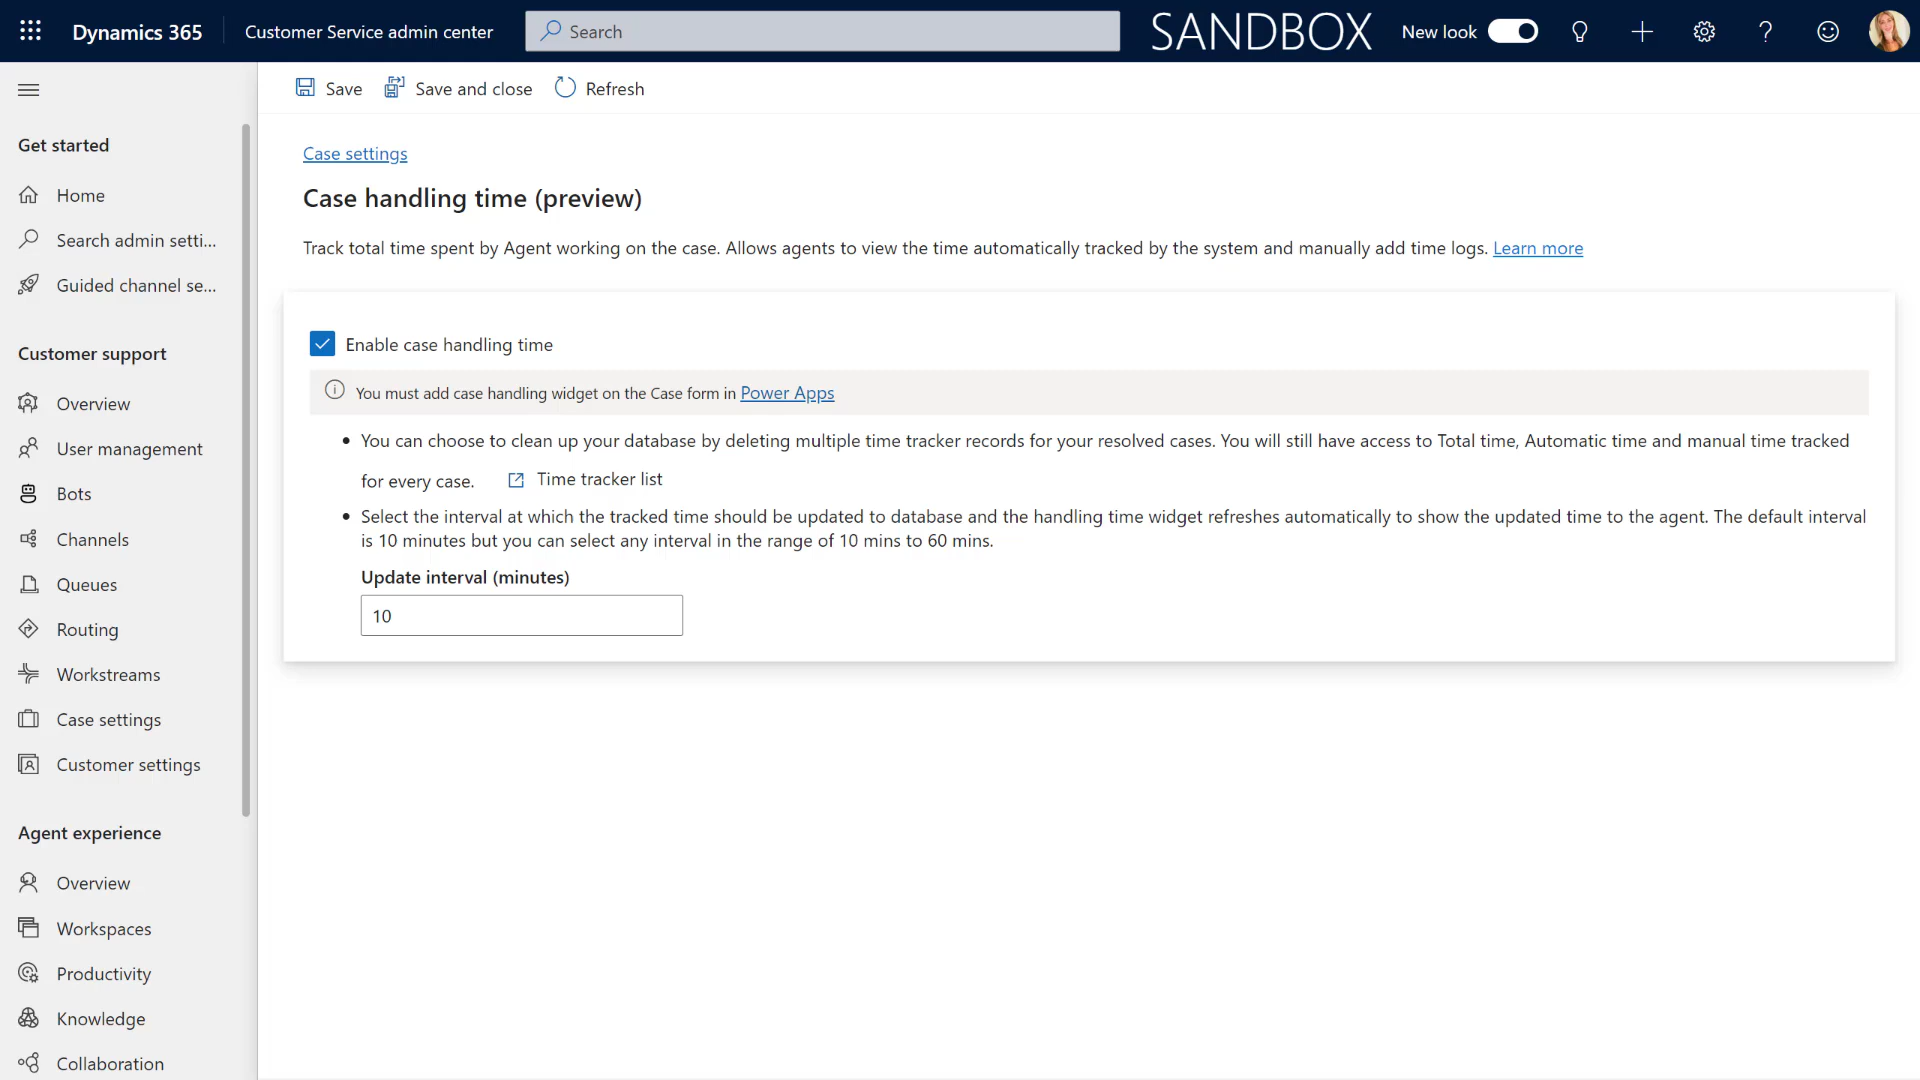 Dynamics 365
Customer Service admin center
Search
SANDBOX
New look
Save
Save and close
Refresh
Get started
Home
Search admin setti...
Guided channel se...
Customer support
Overview
User management
Bots
Channels
Queues
Routing
Workstreams
Case settings
Customer settings
Agent experience
Overview
Workspaces
Productivity
Knowledge
Collaboration
Case settings
Case handling time (preview)
Track total time spent by Agent working on the case. Allows agents to view the time automatically tracked by the system and manually add time logs. Learn more
Enable case handling time
You must add case handling widget on the Case form in Power Apps
• You can choose to clean up your database by deleting multiple time tracker records for your resolved cases. You will still have access to Total time, Automatic time and manual time tracked
for every case. Time tracker list
• Select the interval at which the tracked time should be updated to database and the handling time widget refreshes automatically to show the updated time to the agent. The default interval
is 10 minutes but you can select any interval in the range of 10 mins to 60 mins.
Update interval (minutes)
10